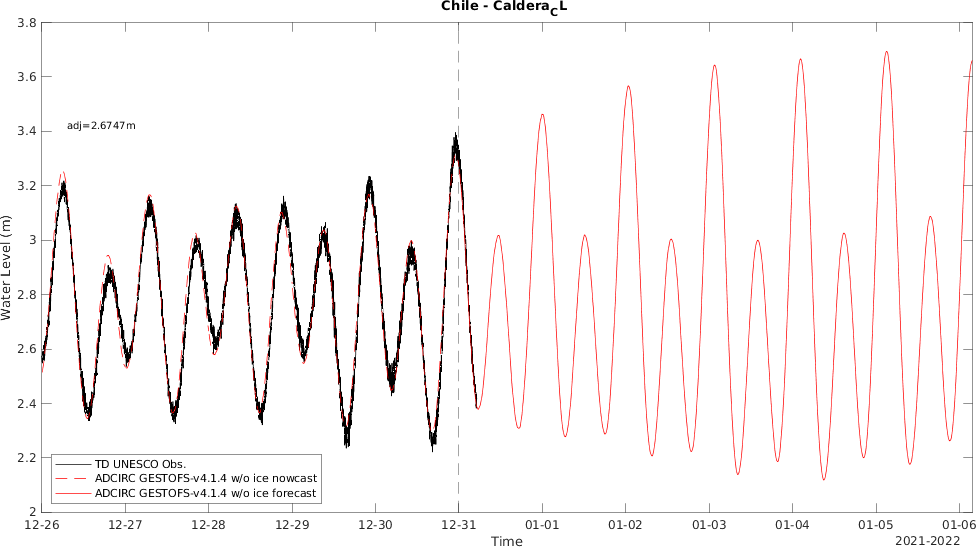 Chile - Caldera_CL
3.8
3.6
3.4
3.2
3
2.8
2.6
2.4
2.2
2
Water Level (m)
adj=2.6747m
TD UNESCO Obs.
ADCIRC GESTOFS-v4.1.4 w/o ice nowcast
ADCIRC GESTOFS-v4.1.4 w/o ice forecast
12-26 12-27 12-28 12-29 12-30 12-31 01-01 01-02 01-03 01-04 01-05 01-06
Time
2021-2022